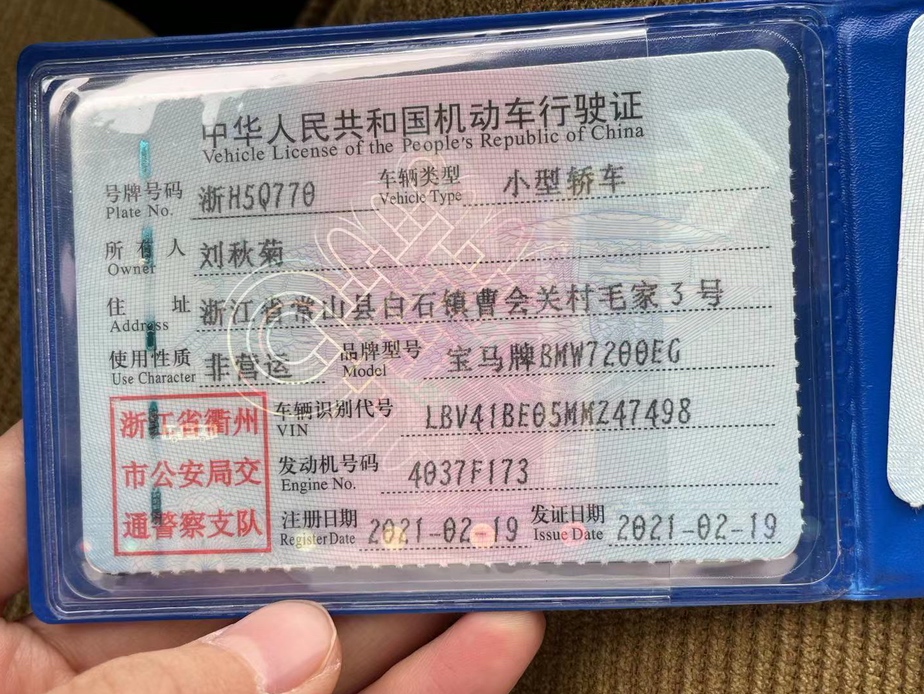 中华人民共和国机动车行驶证
Vehicle License of the People's Republic of China
号牌号码 浙H5Q770 车辆类型 小型轿车
Plate No. Vehicle Type
所有人 刘秋菊
Owner
住址 浙江省常山县白石镇曹会关村毛家3号
Address
使用性质 非营运 品牌型号 宝马牌BMW7200EG
Use Character Model
浙江省衢州
市公安局交
通警察支队
车辆识别代号 LBV41BE05MMZ47498
VIN
发动机号码 4037F173
Engine No.
注册日期 2021-02-19 发证日期 2021-02-19
Register Date Issue Date